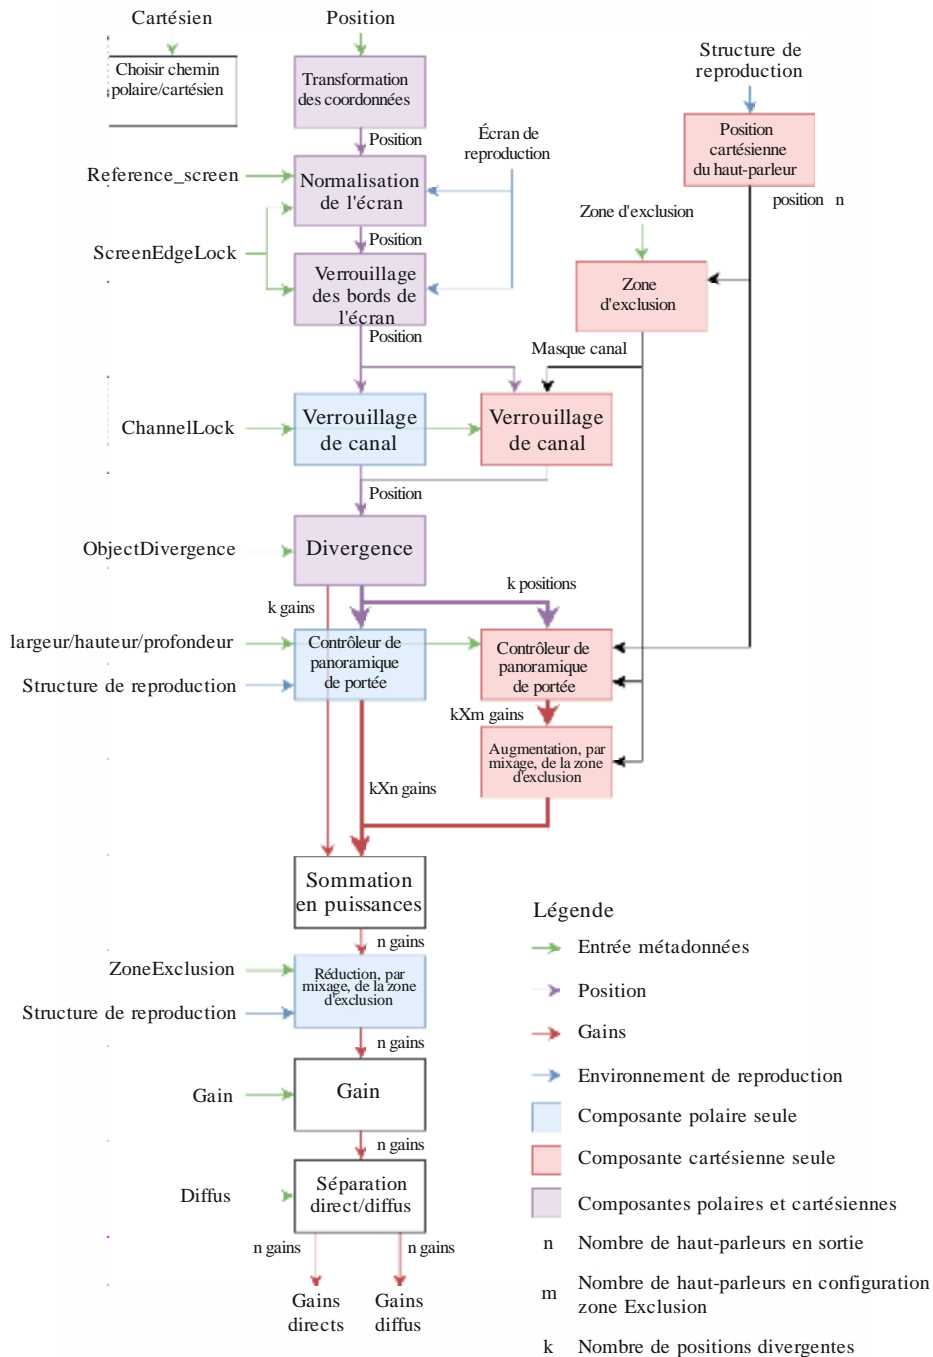 Cartésien
Position
Structure de
reproduction
Choisir chemin
polaire/cartésien
Transformation
des coordonnées
Position
Écran de
reproduction
Position
cartésienne
du haut-parleur
position n
Reference_screen
Normalisation
de l'écran
Zone d'exclusion
Position
ScreenEdgeLock
Verrouillage
des bords de
l'écran
Zone
d'exclusion
Position
Masque canal
ChannelLock
Verrouillage
de canal
Verrouillage
de canal
Position
ObjectDivergence
Divergence
k positions
k gains
largeur/hauteur/profondeur
Structure de reproduction
Contrôleur de
panoramique
de portée
Contrôleur de
panoramique
de portée
kXm gains
Augmentation, par
mixage, de la zone
d'exclusion
kXn gains
Sommation
en puissances
n gains
ZoneExclusion
Structure de reproduction
Réduction, par
mixage, de la zone
d'exclusion
n gains
Gain
Gain
n gains
Diffus
Séparation
direct/diffus
n gains
n gains
Gains
directs
Gains
diffus
Légende
Entrée métadonnées
Position
Gains
Environnement de reproduction
Composante polaire seule
Composante cartésienne seule
Composantes polaires et cartésiennes
n Nombre de haut-parleurs en sortie
m Nombre de haut-parleurs en configuration
zone Exclusion
k Nombre de positions divergentes